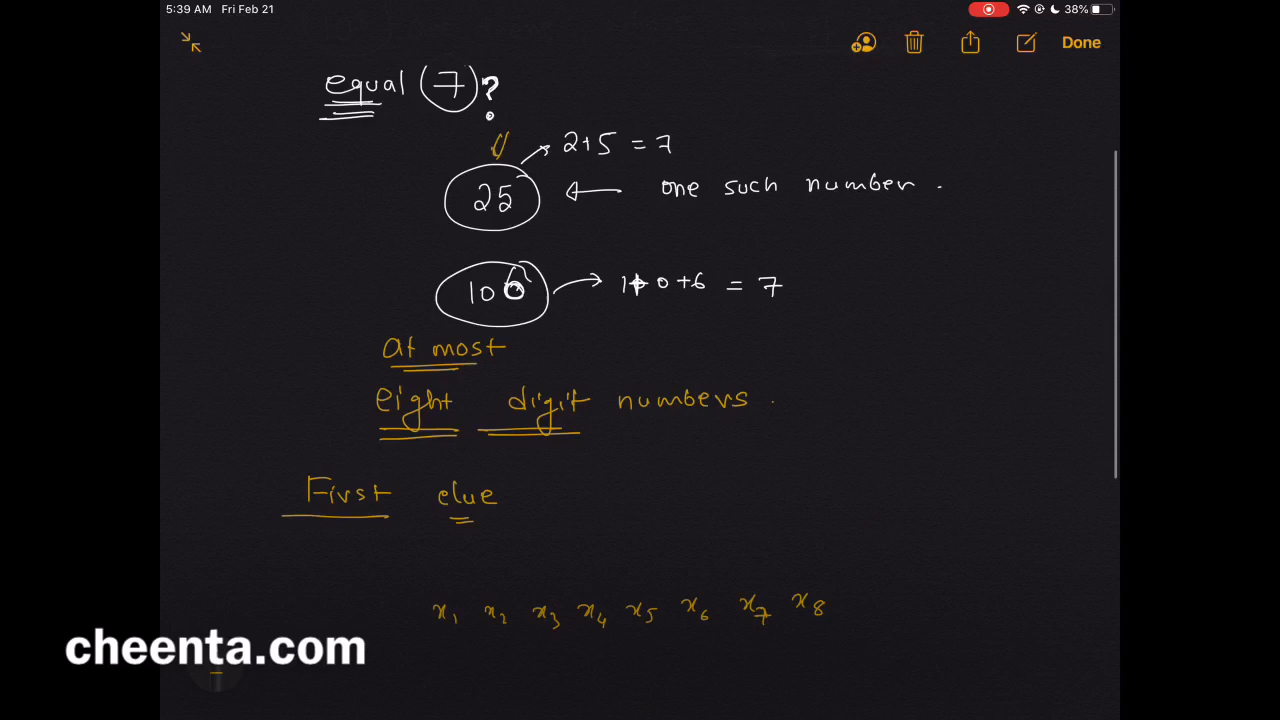 5:39 AM Fri Feb 21
38%
Done
equal (7)?
2+5 = 7
25 ← one such number.
106 → 1+0+6 = 7
at most
eight digit numbers.
First clue
x1 x2 x3 x4 x5 x6 x7 x8
cheenta.com